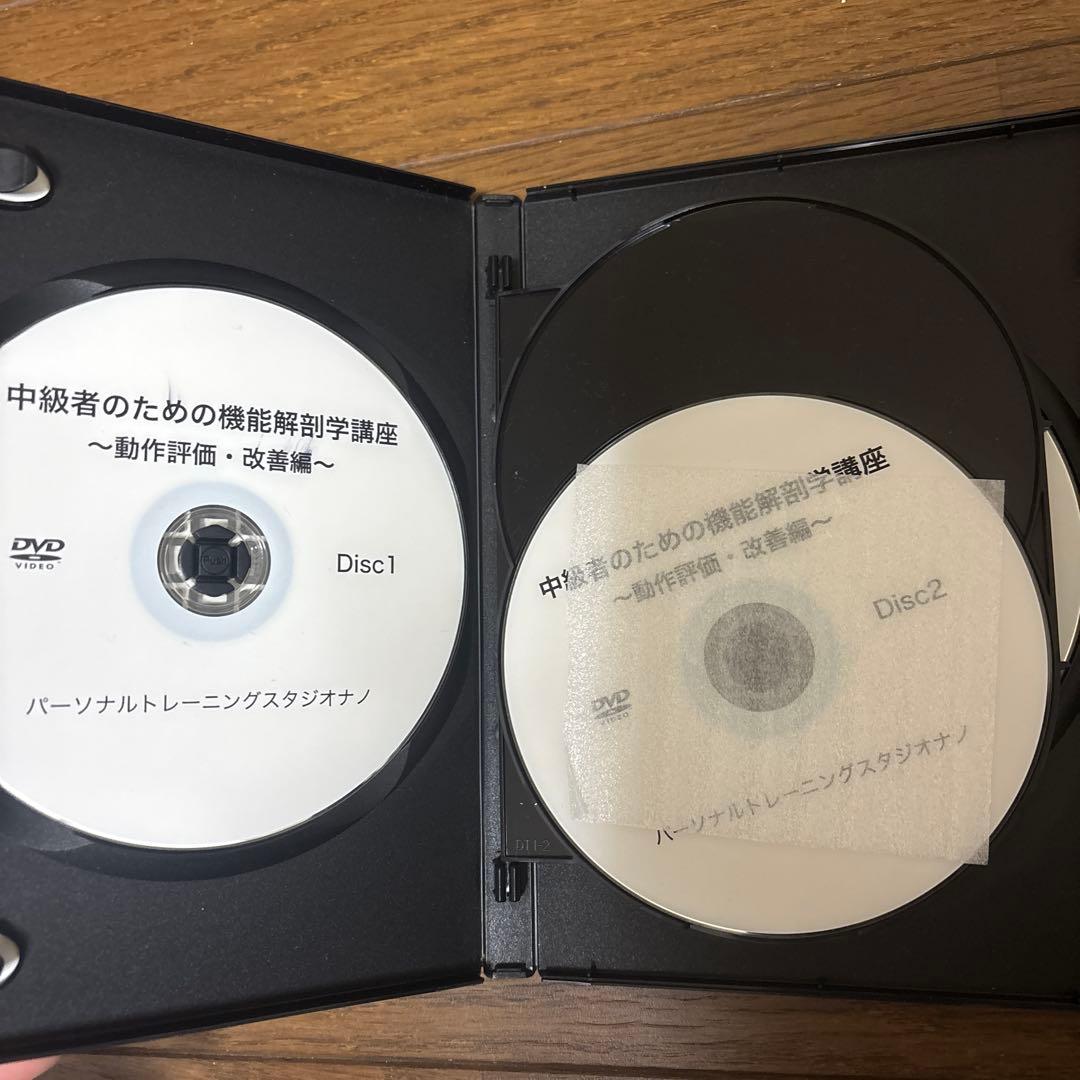 中級者のための機能解剖学講座
～動作評価・改善編～
DVD
VIDEO
Disc1
パーソナルトレーニングスタジオナノ
中級者のための機能解剖学講座
～動作評価・改善編～
Disc2
DVD
VIDEO
パーソナルトレーニングスタジオナノ